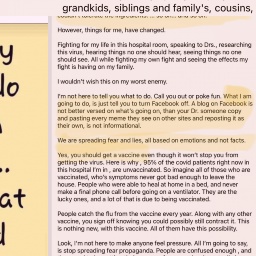 grandkids, siblings and family's, cousins,
However, things for me, have changed.
Fighting for my life in this hospital room, speaking to Drs., researching
this virus, hearing things no one should hear, seeing things no one
should see. All while fighting my own fight and seeing the effects my
fight is having on my family.
I wouldn't wish this on my worst enemy.
I'm not here to tell you what to do. Call you out or poke fun. What I am
going to do, is just tell you to turn Facebook off. A blog on Facebook is
not better versed on what's going on, than your Dr. someone copy
and pasting every meme they see on other sites and reposting it as
their own, is not informational.
We are spreading fear and lies, all based on emotions and not facts.
Yes, you should get a vaccine even though it won't stop you from
getting the virus. Here is why , 95% of the covid patients right now in
this hospital I'm in , are unvaccinated. So imagine all of those who are
vaccinated, who's symptoms never got bad enough to leave the
house. People who were able to heal at home in a bed, and never
make a final phone call before going on a ventilator. They are the
lucky ones, and a lot of that is due to being vaccinated.
People catch the flu from the vaccine every year. Along with any other
vaccine, you sign off knowing you could possibly still contract it. This
is nothing new, with this vaccine. All of them have this possibility.
Look, I'm not here to make anyone feel pressure. All I'm going to say,
is stop spreading fear propaganda. People are confused enough , and
y
do
at
d